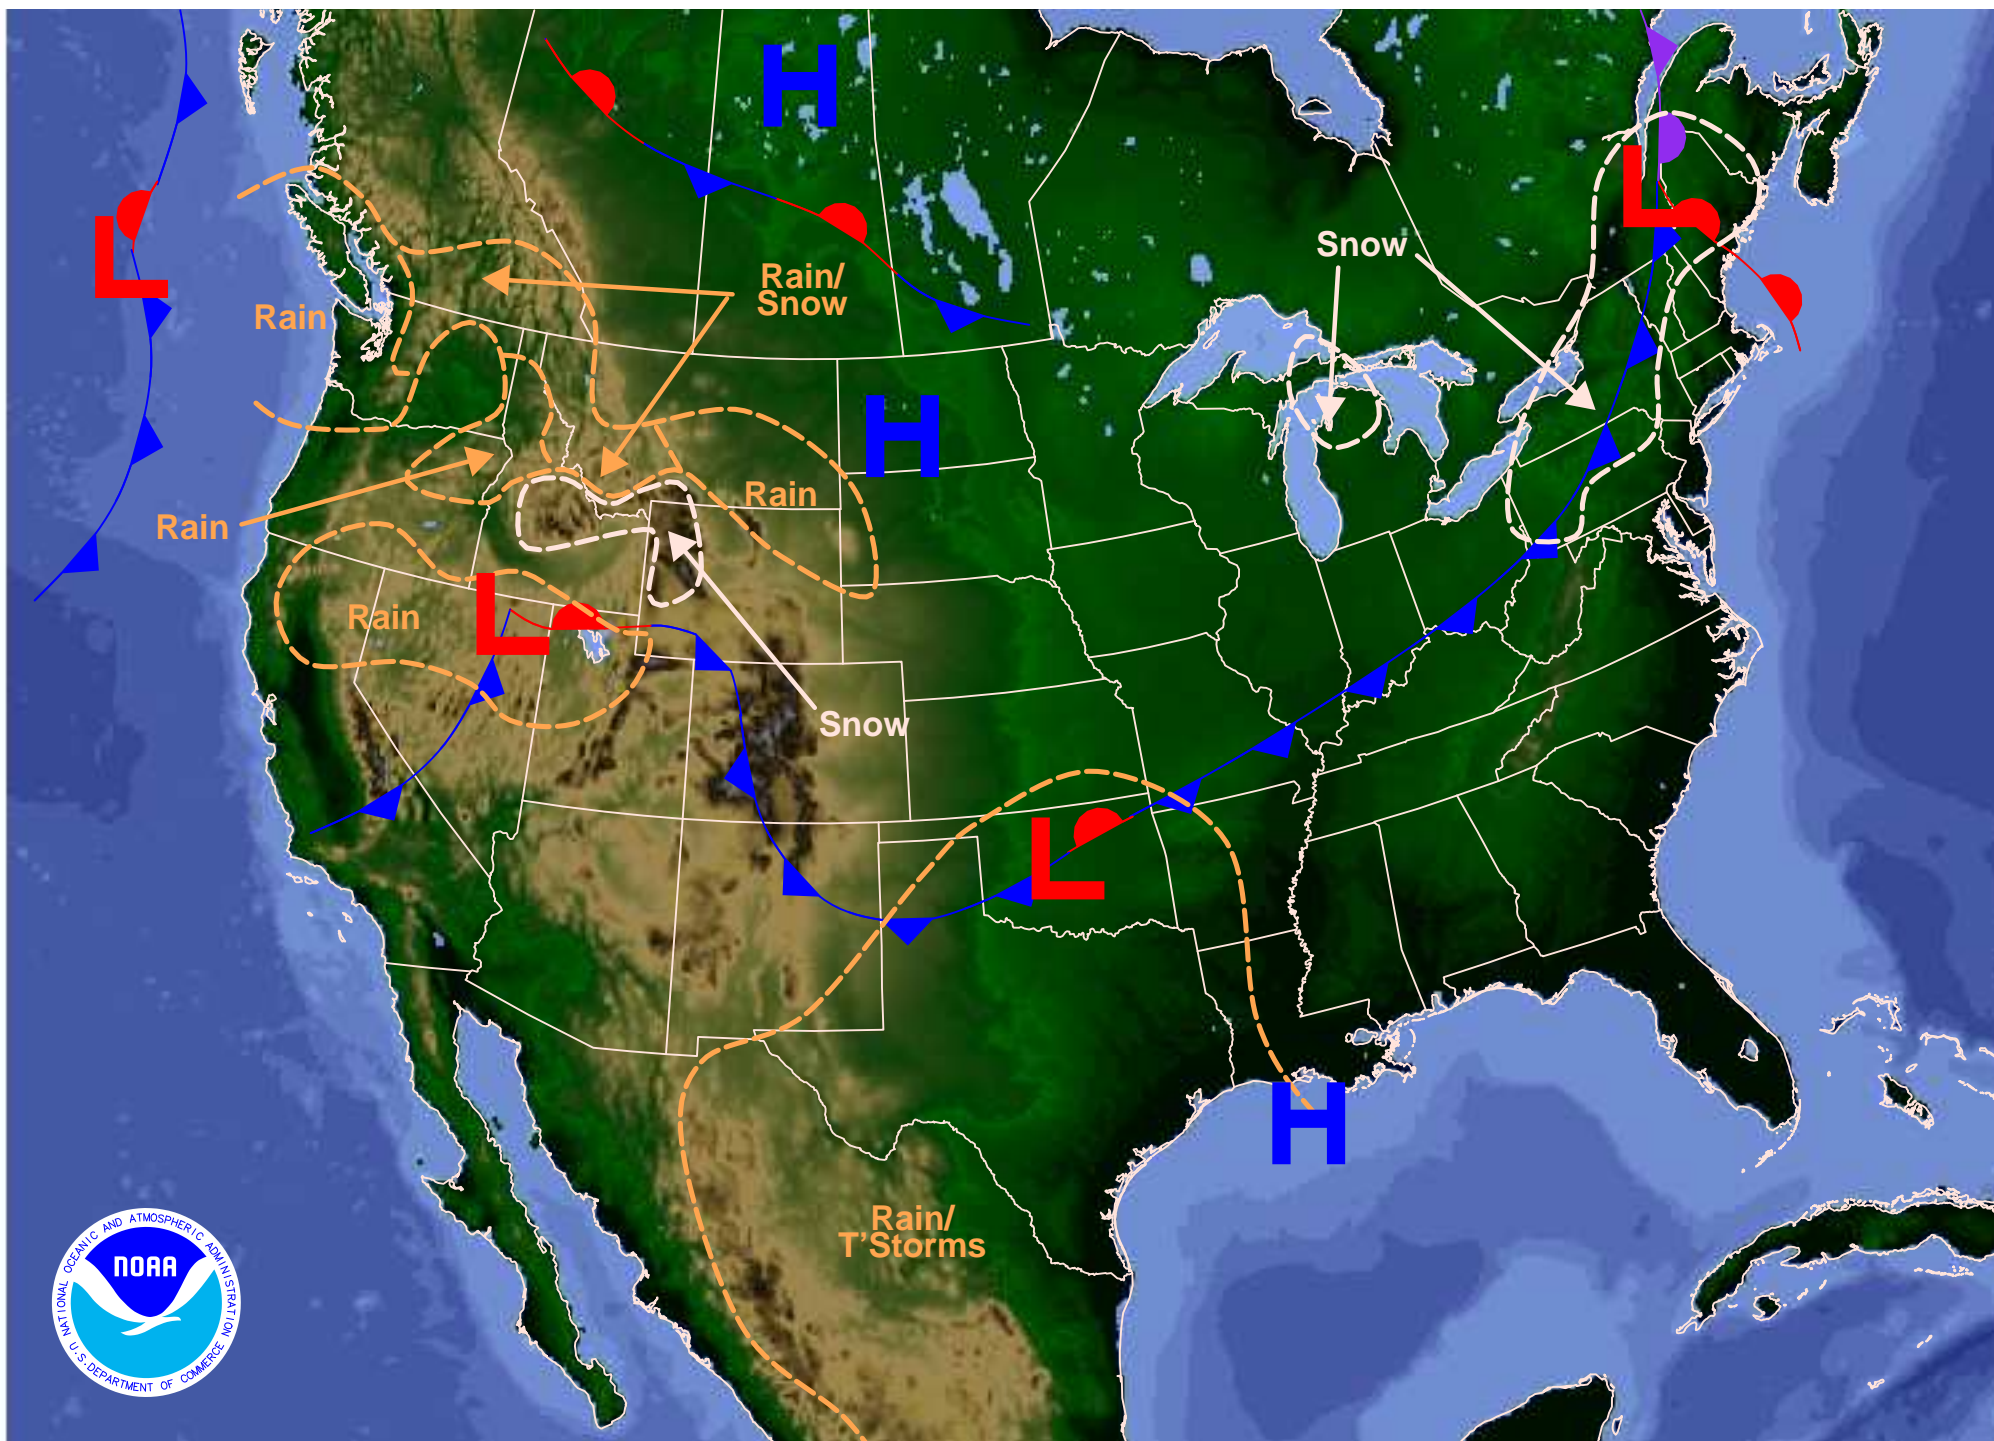 H
L
L
Snow
Rain/
Snow
Rain
H
Rain
Rain
Rain
L
Snow
L
H
Rain/
T'Storms
NATIONAL OCEANIC AND ATMOSPHERIC ADMINISTRATION
NOAA
U.S. DEPARTMENT OF COMMERCE